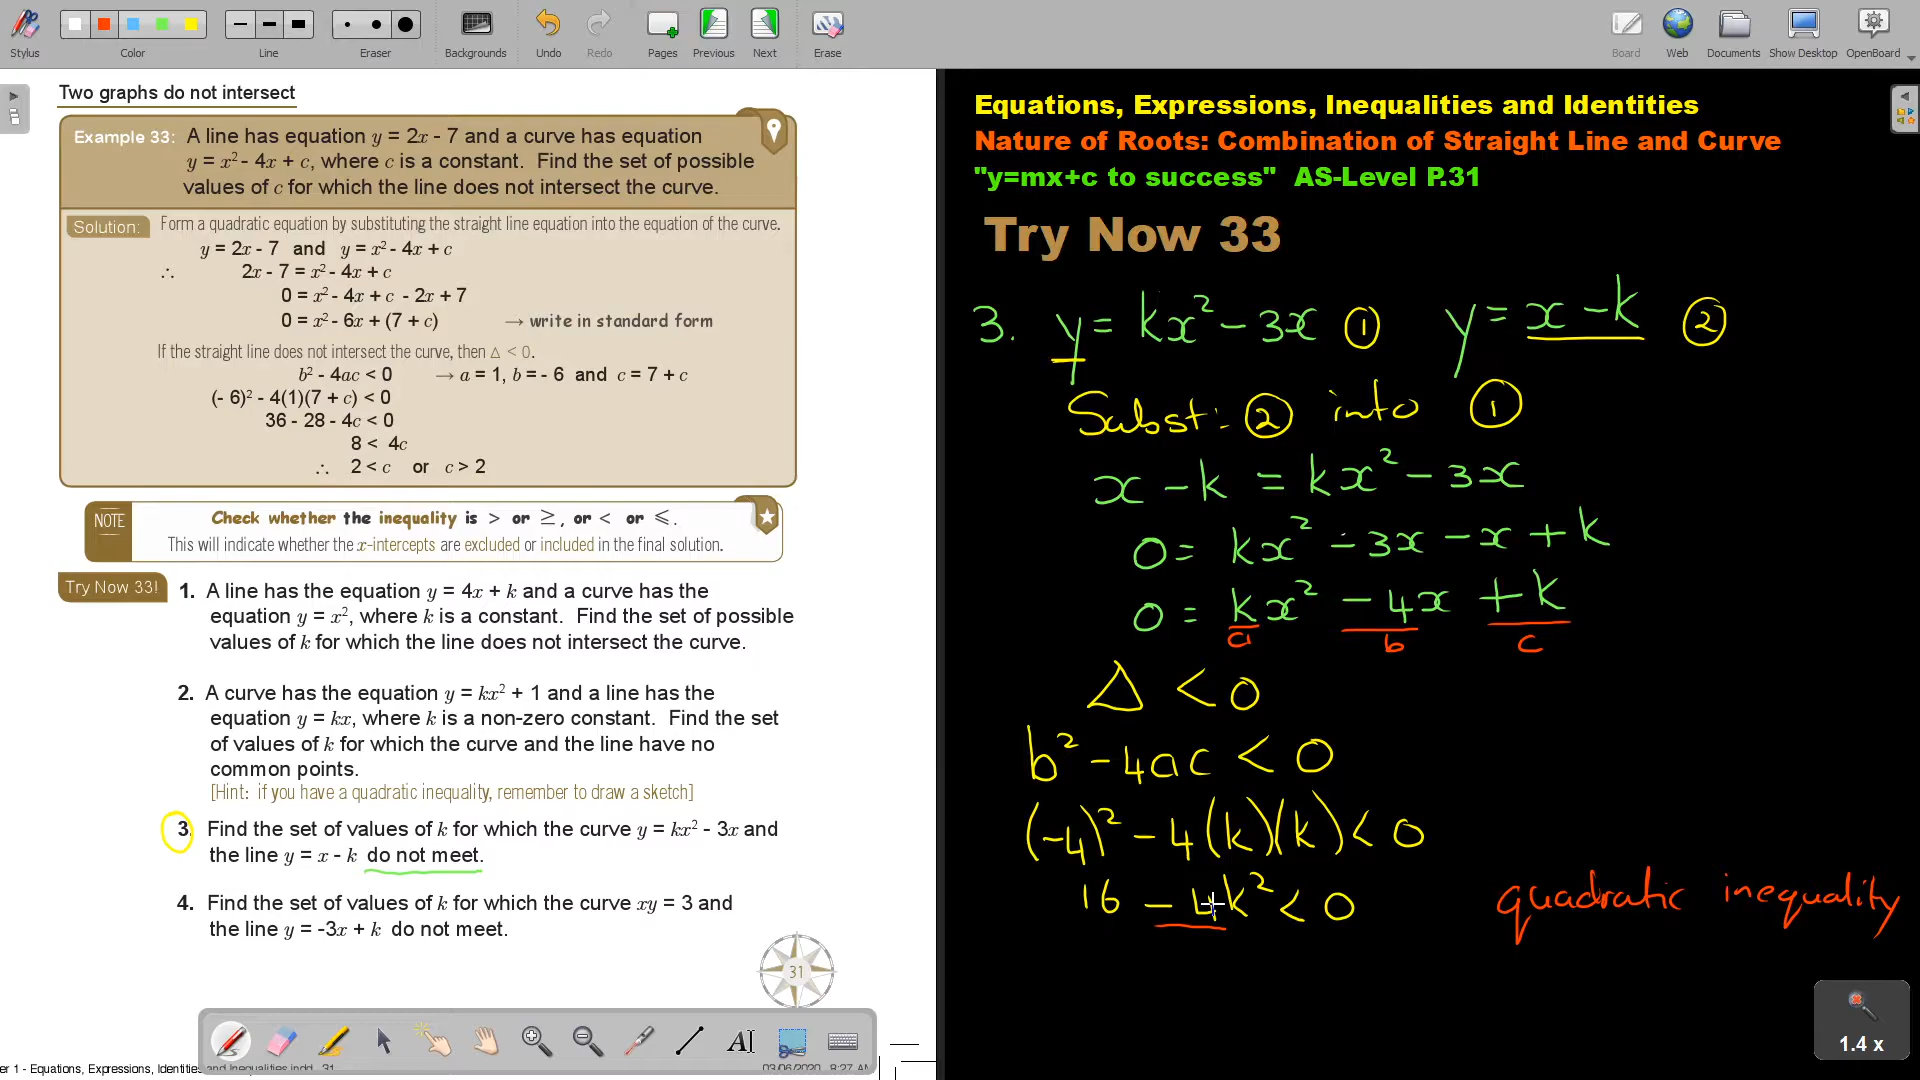 Stylus Color Line Eraser Backgrounds Undo Redo Pages Previous Next Erase Board Web Documents Show Desktop OpenBoard
Two graphs do not intersect
Example 33: A line has equation y = 2x - 7 and a curve has equation
y = x² - 4x + c, where c is a constant. Find the set of possible
values of c for which the line does not intersect the curve.
Solution: Form a quadratic equation by substituting the straight line equation into the equation of the curve.
y = 2x - 7 and y = x² - 4x + c
∴ 2x - 7 = x² - 4x + c
0 = x² - 4x + c - 2x + 7
0 = x² - 6x + (7 + c) → write in standard form
If the straight line does not intersect the curve, then Δ < 0.
b² - 4ac < 0 → a = 1, b = - 6 and c = 7 + c
(- 6)² - 4(1)(7 + c) < 0
36 - 28 - 4c < 0
8 < 4c
∴ 2 < c or c > 2
NOTE Check whether the inequality is > or ≥, or < or ⩽.
This will indicate whether the x-intercepts are excluded or included in the final solution.
Try Now 33! 1. A line has the equation y = 4x + k and a curve has the
equation y = x², where k is a constant. Find the set of possible
values of k for which the line does not intersect the curve.
2. A curve has the equation y = kx² + 1 and a line has the
equation y = kx, where k is a non-zero constant. Find the set
of values of k for which the curve and the line have no
common points.
[Hint: if you have a quadratic inequality, remember to draw a sketch]
3. Find the set of values of k for which the curve y = kx² - 3x and
the line y = x - k do not meet.
4. Find the set of values of k for which the curve xy = 3 and
the line y = -3x + k do not meet.
31
Equations, Expressions, Inequalities and Identities
Nature of Roots: Combination of Straight Line and Curve
"y=mx+c to success" AS-Level P.31
Try Now 33
3. y = kx² - 3x ① y = x - k ②
Subst: ② into ①
x - k = kx² - 3x
0 = kx² - 3x - x + k
0 = kx² - 4x + k
a b c
Δ < 0
b² - 4ac < 0
(-4)² - 4(k)(k) < 0
16 - 4k² < 0 quadratic inequality
1.4 x